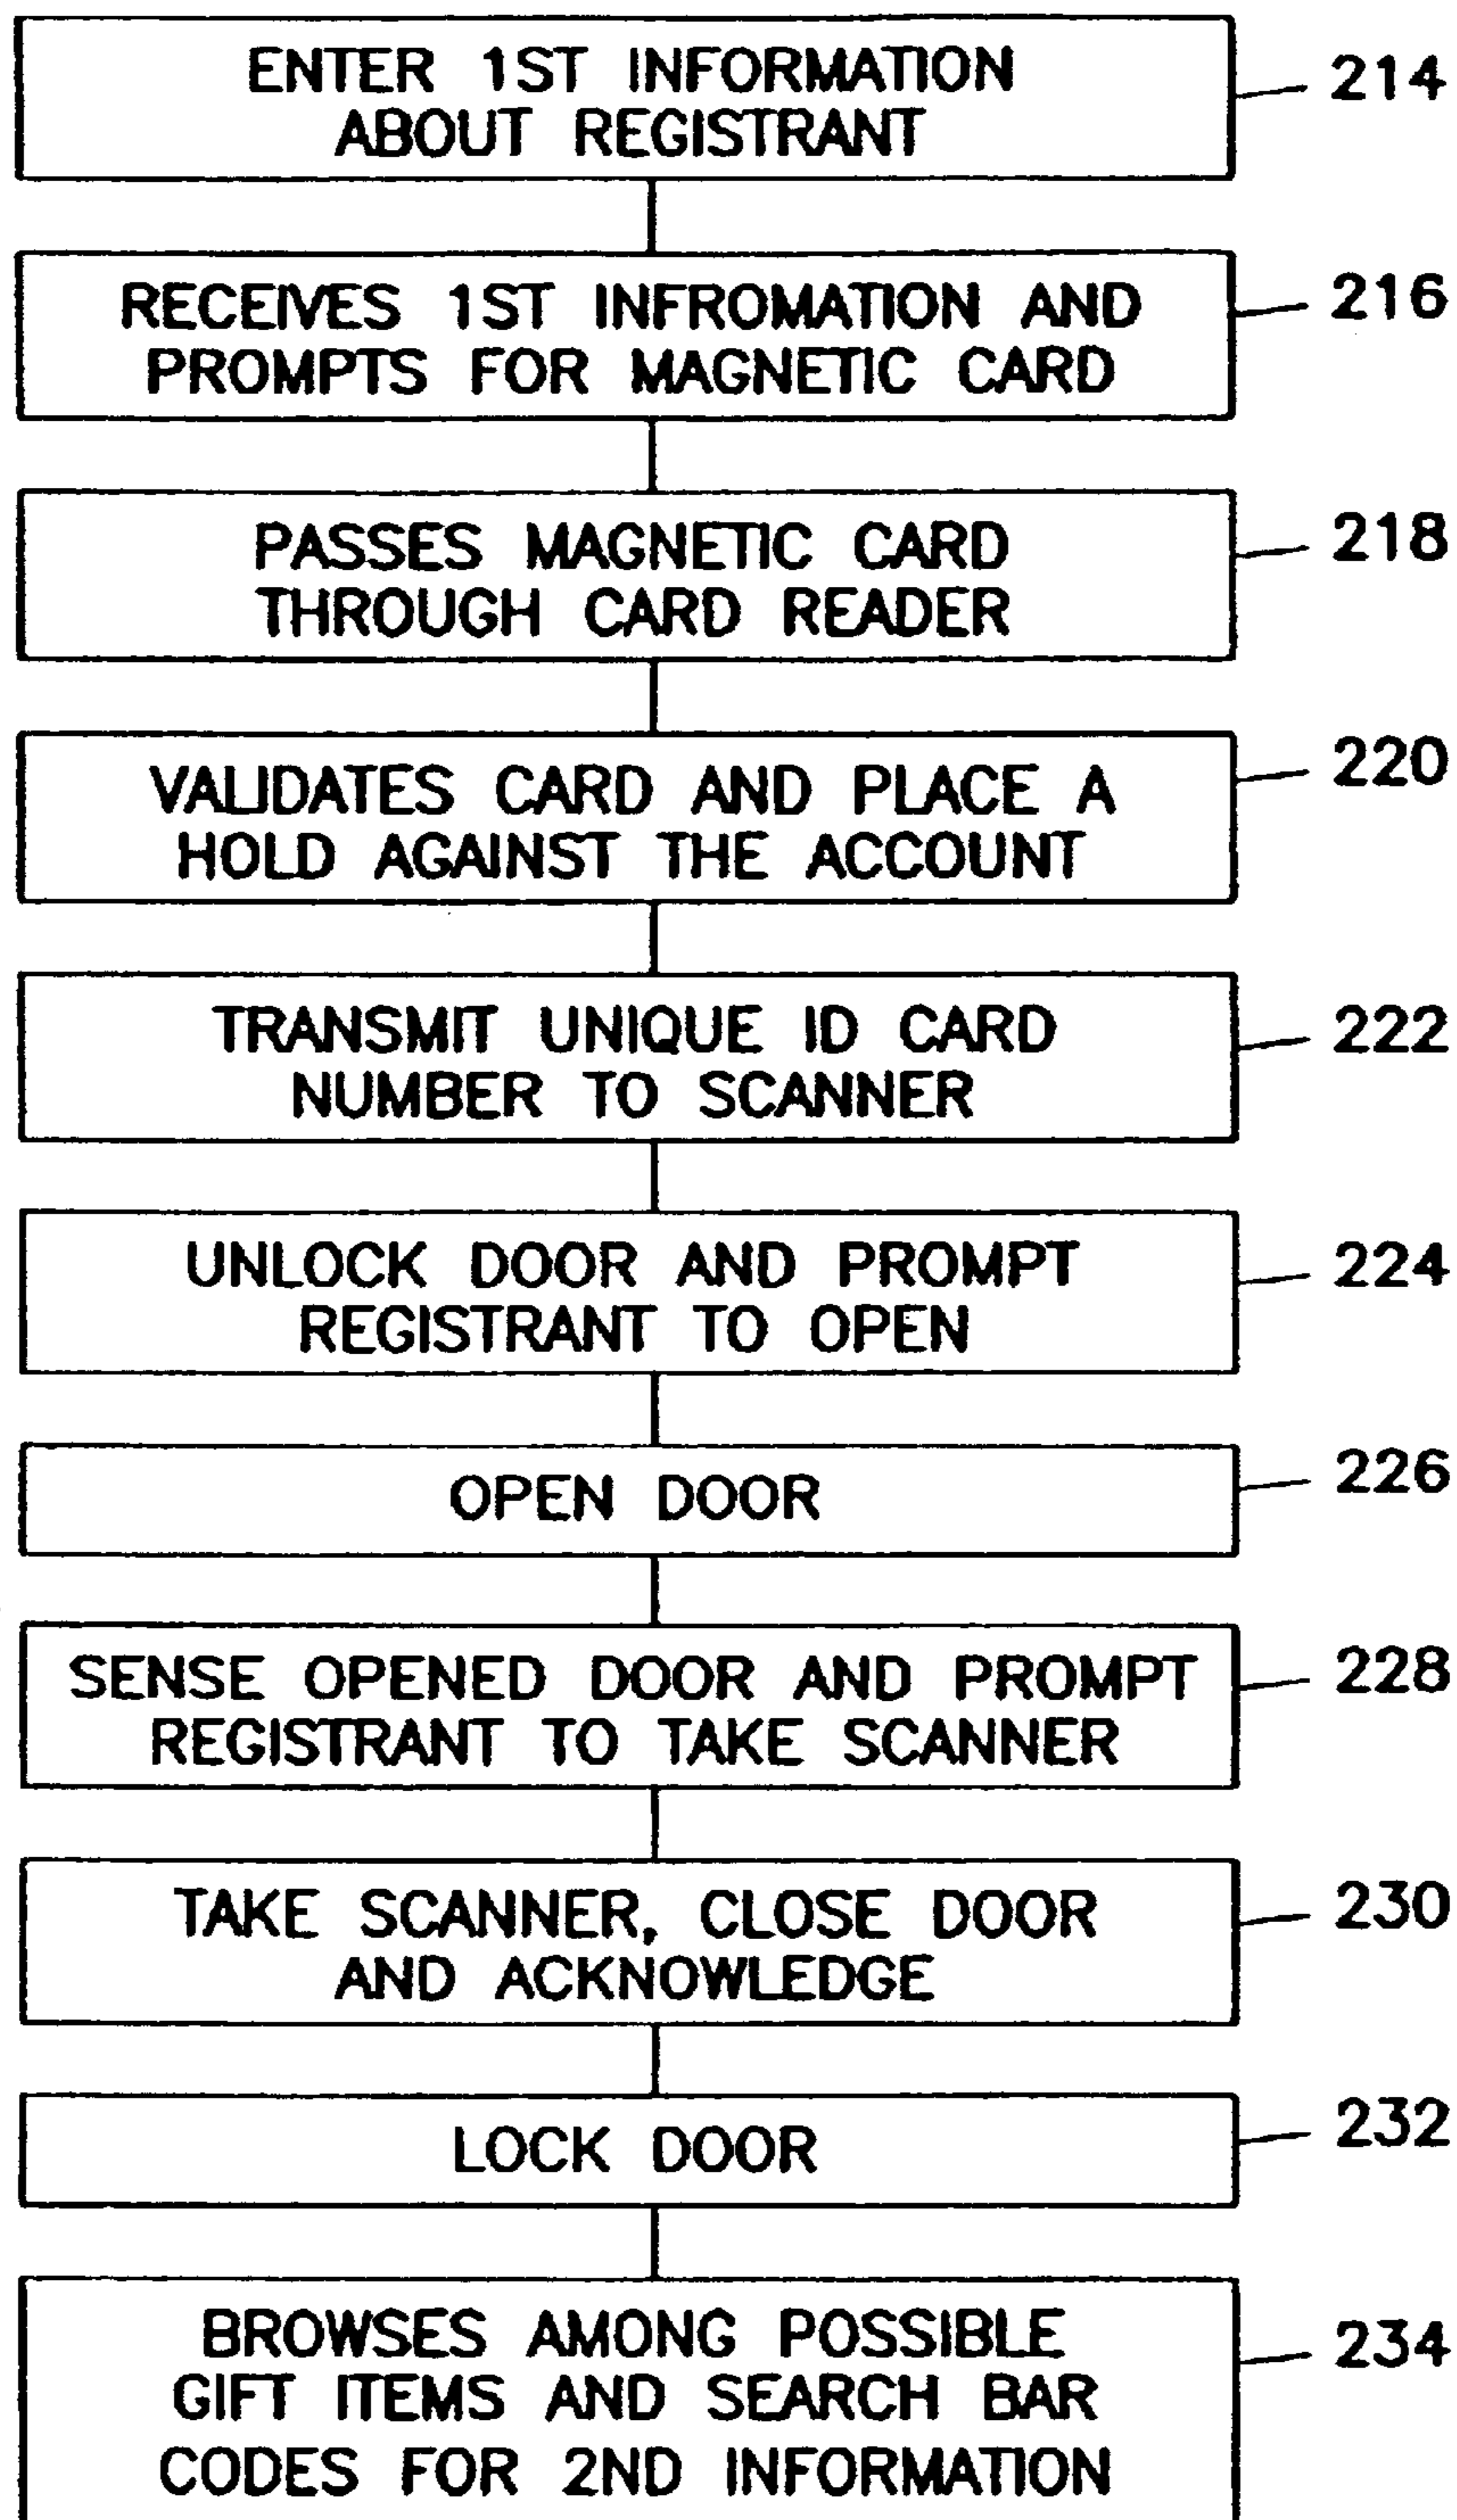 ENTER 1ST INFORMATION
ABOUT REGISTRANT
214
RECEIVES 1ST INFROMATION AND
PROMPTS FOR MAGNETIC CARD
216
PASSES MAGNETIC CARD
THROUGH CARD READER
218
VALIDATES CARD AND PLACE A
HOLD AGAINST THE ACCOUNT
220
TRANSMIT UNIQUE ID CARD
NUMBER TO SCANNER
222
UNLOCK DOOR AND PROMPT
REGISTRANT TO OPEN
224
OPEN DOOR
226
SENSE OPENED DOOR AND PROMPT
REGISTRANT TO TAKE SCANNER
228
TAKE SCANNER, CLOSE DOOR
AND ACKNOWLEDGE
230
LOCK DOOR
232
BROWSES AMONG POSSIBLE
GIFT ITEMS AND SEARCH BAR
CODES FOR 2ND INFORMATION
234